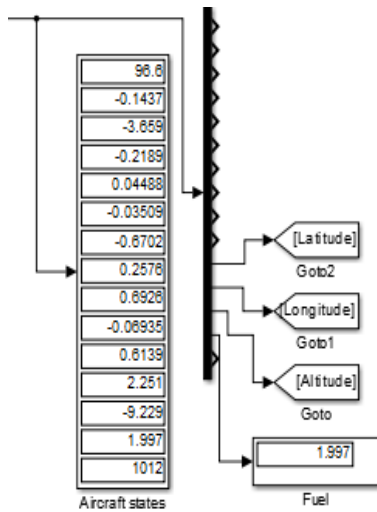 96.6
-0.1437
-3.659
-0.2189
0.04488
-0.03509
-0.6702
0.2576
0.6926
-0.06935
0.6139
2.251
-9.229
1.997
1012
Aircraft states
[Latitude]
Goto2
[Longitude]
Goto1
[Altitude]
Goto
1.997
Fuel